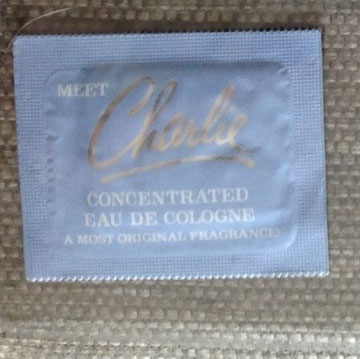 MEET
Charlie
CONCENTRATED
EAU DE COLOGNE
A MOST ORIGINAL FRAGRANCE!